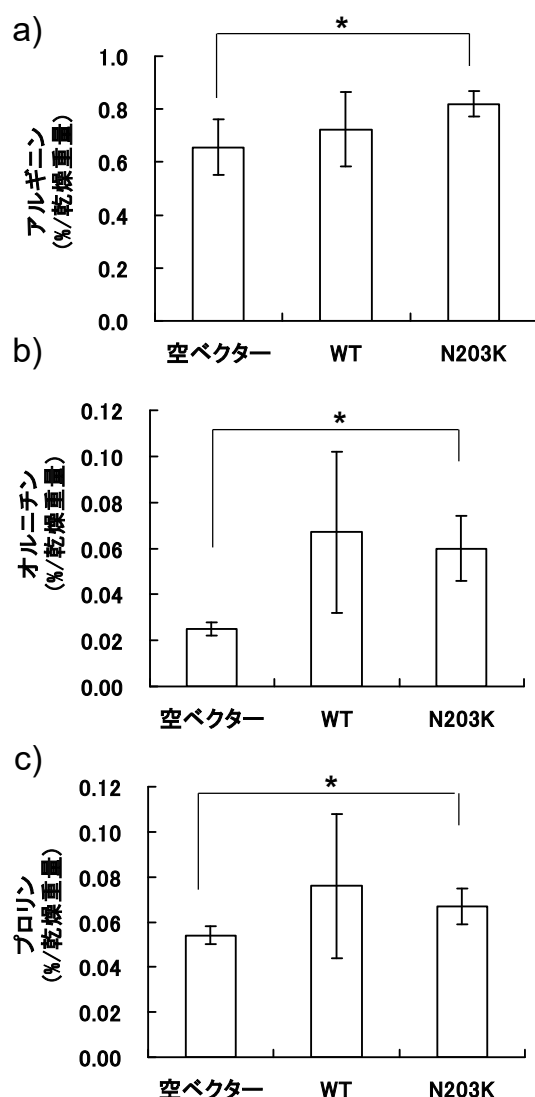 a)
*
アルギニン
(%/乾燥重量)
1.0
0.8
0.6
0.4
0.2
0.0
空ベクター WT N203K
b)
*
オルニチン
(%/乾燥重量)
0.12
0.10
0.08
0.06
0.04
0.02
0.00
空ベクター WT N203K
c)
*
プロリン
(%/乾燥重量)
0.12
0.10
0.08
0.06
0.04
0.02
0.00
空ベクター WT N203K